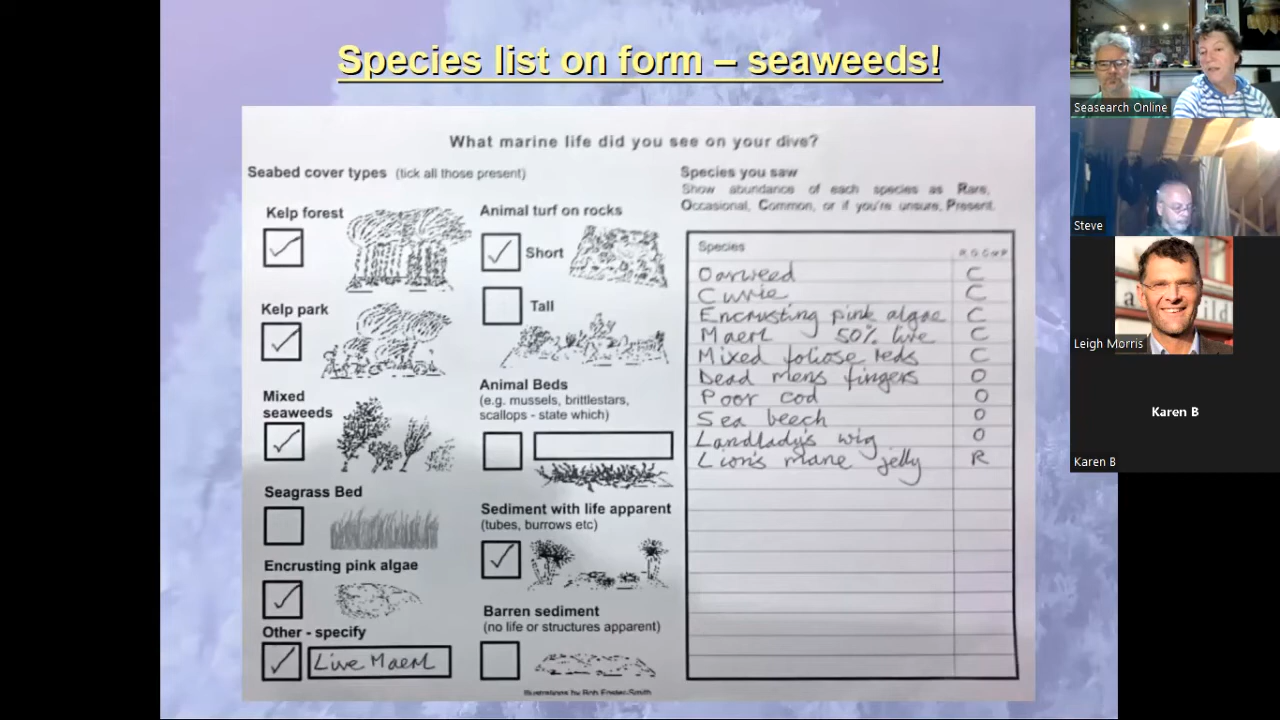 Species list on form – seaweeds!
What marine life did you see on your dive?
Seabed cover types (tick all those present)
Kelp forest
Kelp park
Mixed
seaweeds
Seagrass Bed
Encrusting pink algae
Other - specify
Live Maerl
Animal turf on rocks
Short
Tall
Animal Beds
(e.g. mussels, brittlestars,
scallops - state which)
Sediment with life apparent
(tubes, burrows etc)
Barren sediment
(no life or structures apparent)
Illustrations by Rob Foster-Smith
Species you saw
Show abundance of each species as Rare,
Occasional, Common, or if you're unsure, Present.
Species
Oarweed C
Cuvie C
Encrusting pink algae C
Maerl 50% live C
Mixed foliose reds C
Dead mens fingers O
Poor cod O
Sea beech O
Landlady's wig O
Lion's mane jelly R
Seasearch Online
Steve
Leigh Morris
Karen B
Karen B